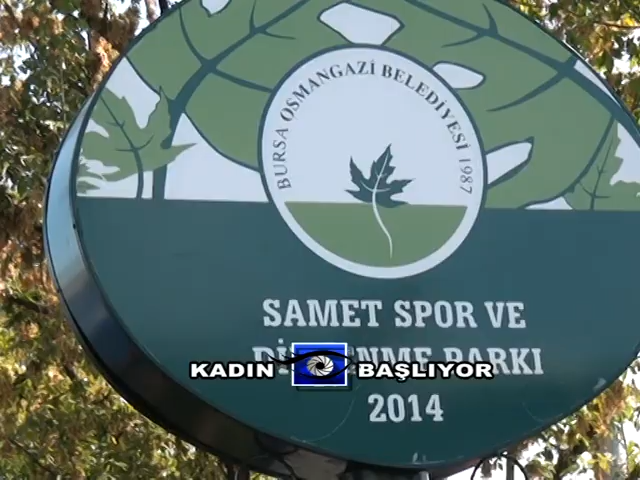 BURSA OSMANGAZİ BELEDİYESİ 1987
SAMET SPOR VE
PARKI
2014
KADIN BAŞLIYOR